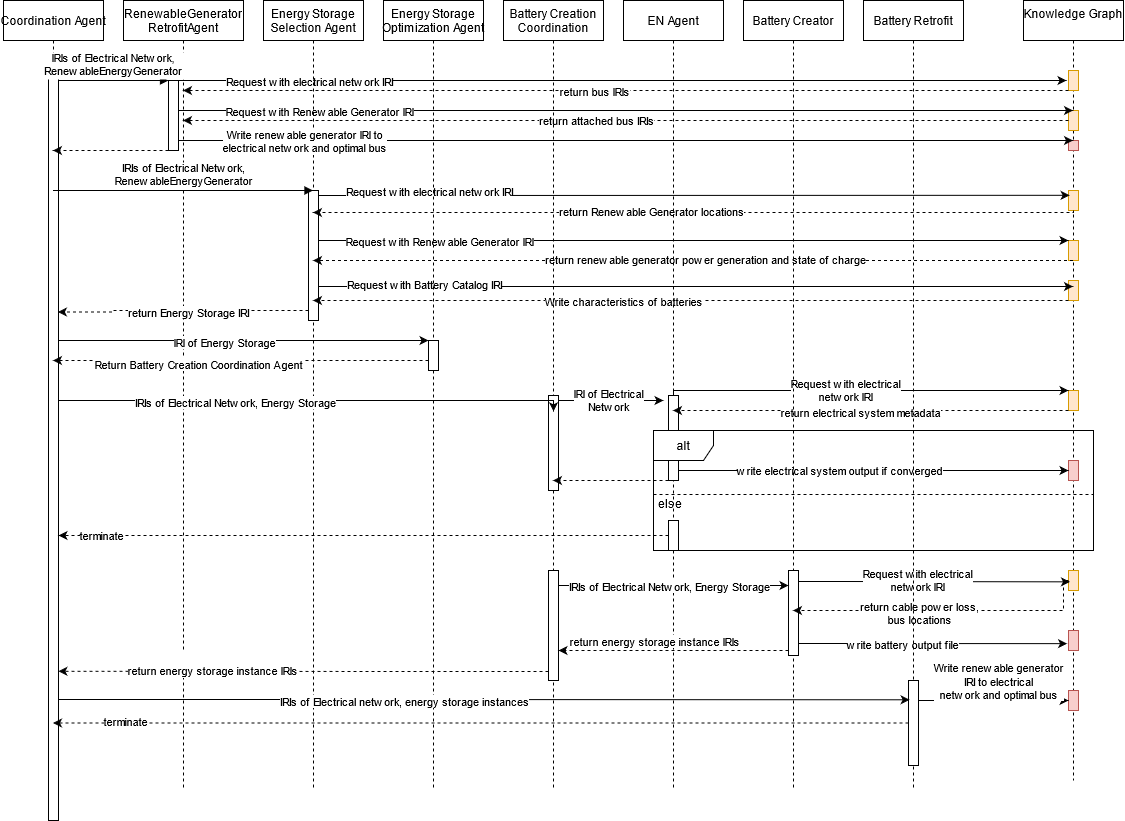 Coordination Agent
RenewableGenerator
RetrofitAgent
Energy Storage
Selection Agent
Energy Storage
Optimization Agent
Battery Creation
Coordination
EN Agent
Battery Creator
Battery Retrofit
Knowledge Graph
IRIs of Electrical Network,
RenewableEnergyGenerator
Request with electrical network IRI
return bus IRIs
Request with Renewable Generator IRI
return attached bus IRIs
Write renewable generator IRI to
electrical network and optimal bus
IRIs of Electrical Network,
RenewableEnergyGenerator
Request with electrical network IRI
return Renewable Generator locations
Request with Renewable Generator IRI
return renewable generator power generation and state of charge
Request with Battery Catalog IRI
Write characteristics of batteries
return Energy Storage IRI
IRI of Energy Storage
Return Battery Creation Coordination Agent
IRIs of Electrical Network, Energy Storage
IRI of Electrical
Network
Request with electrical
network IRI
return electrical system metadata
alt
write electrical system output if converged
else
terminate
IRIs of Electrical Network, Energy Storage
Request with electrical
network IRI
return cable power loss,
bus locations
return energy storage instance IRIs
write battery output file
return energy storage instance IRIs
Write renewable generator
IRI to electrical
network and optimal bus
IRIs of Electrical network, energy storage instances
terminate